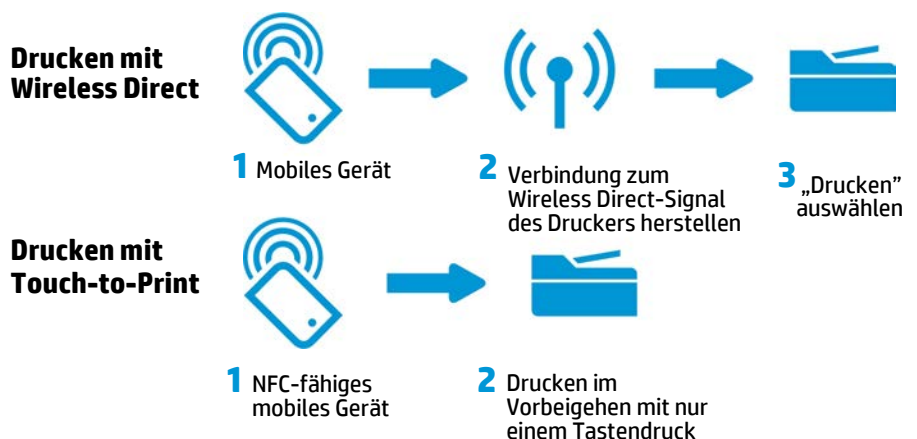 Drucken mit
Wireless Direct
1 Mobiles Gerät
2 Verbindung zum
Wireless Direct-Signal
des Druckers herstellen
3 „Drucken”
auswählen
Drucken mit
Touch-to-Print
1 NFC-fähiges
mobiles Gerät
2 Drucken im
Vorbeigehen mit nur
einem Tastendruck